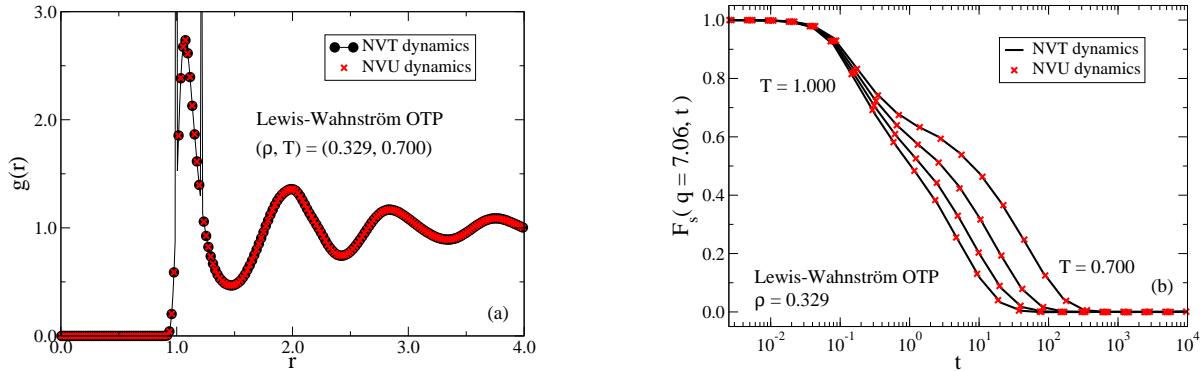 3.0
2.0
1.0
0.0
g(r)
NVT dynamics
NVU dynamics
Lewis-Wahnström OTP
(ρ, T) = (0.329, 0.700)
(a)
0.0 1.0 2.0 3.0 4.0
r
1.0
0.8
0.6
0.4
0.2
0.0
F_s( q = 7.06, t )
NVT dynamics
NVU dynamics
T = 1.000
T = 0.700
Lewis-Wahnström OTP
ρ = 0.329
(b)
10^-2 10^-1 10^0 10^1 10^2 10^3 10^4
t